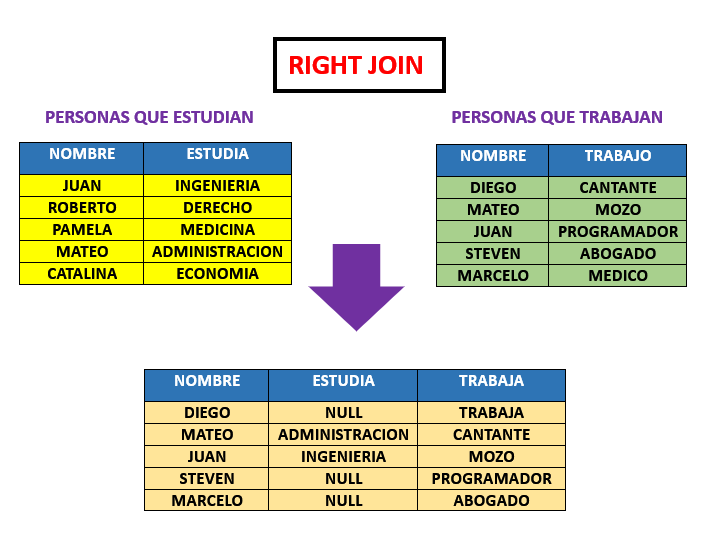 RIGHT JOIN
PERSONAS QUE ESTUDIAN
NOMBRE ESTUDIA
JUAN INGENIERIA
ROBERTO DERECHO
PAMELA MEDICINA
MATEO ADMINISTRACION
CATALINA ECONOMIA
PERSONAS QUE TRABAJAN
NOMBRE TRABAJO
DIEGO CANTANTE
MATEO MOZO
JUAN PROGRAMADOR
STEVEN ABOGADO
MARCELO MEDICO
NOMBRE ESTUDIA TRABAJA
DIEGO NULL TRABAJA
MATEO ADMINISTRACION CANTANTE
JUAN INGENIERIA MOZO
STEVEN NULL PROGRAMADOR
MARCELO NULL ABOGADO